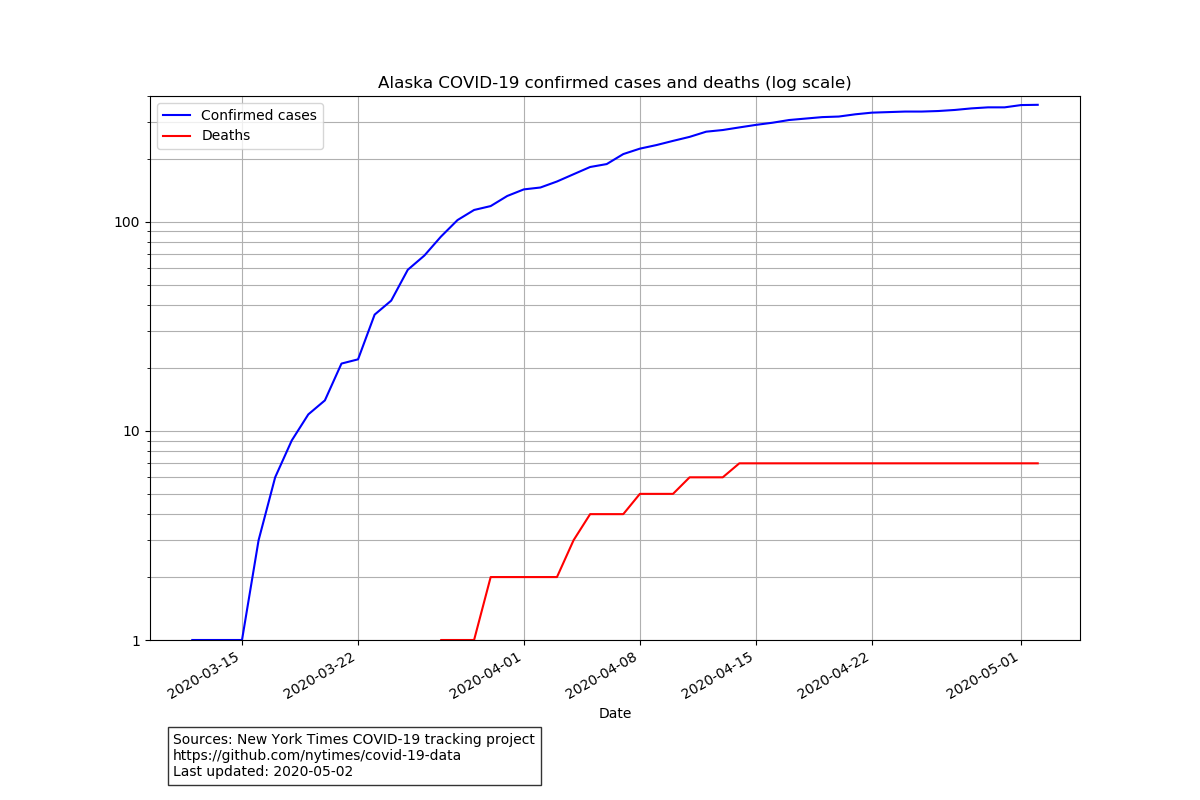 Alaska COVID-19 confirmed cases and deaths (log scale)
Confirmed cases
Deaths
100
10
1
2020-03-15
2020-03-22
2020-04-01
2020-04-08
2020-04-15
2020-04-22
2020-05-01
Date
Sources: New York Times COVID-19 tracking project
https://github.com/nytimes/covid-19-data
Last updated: 2020-05-02